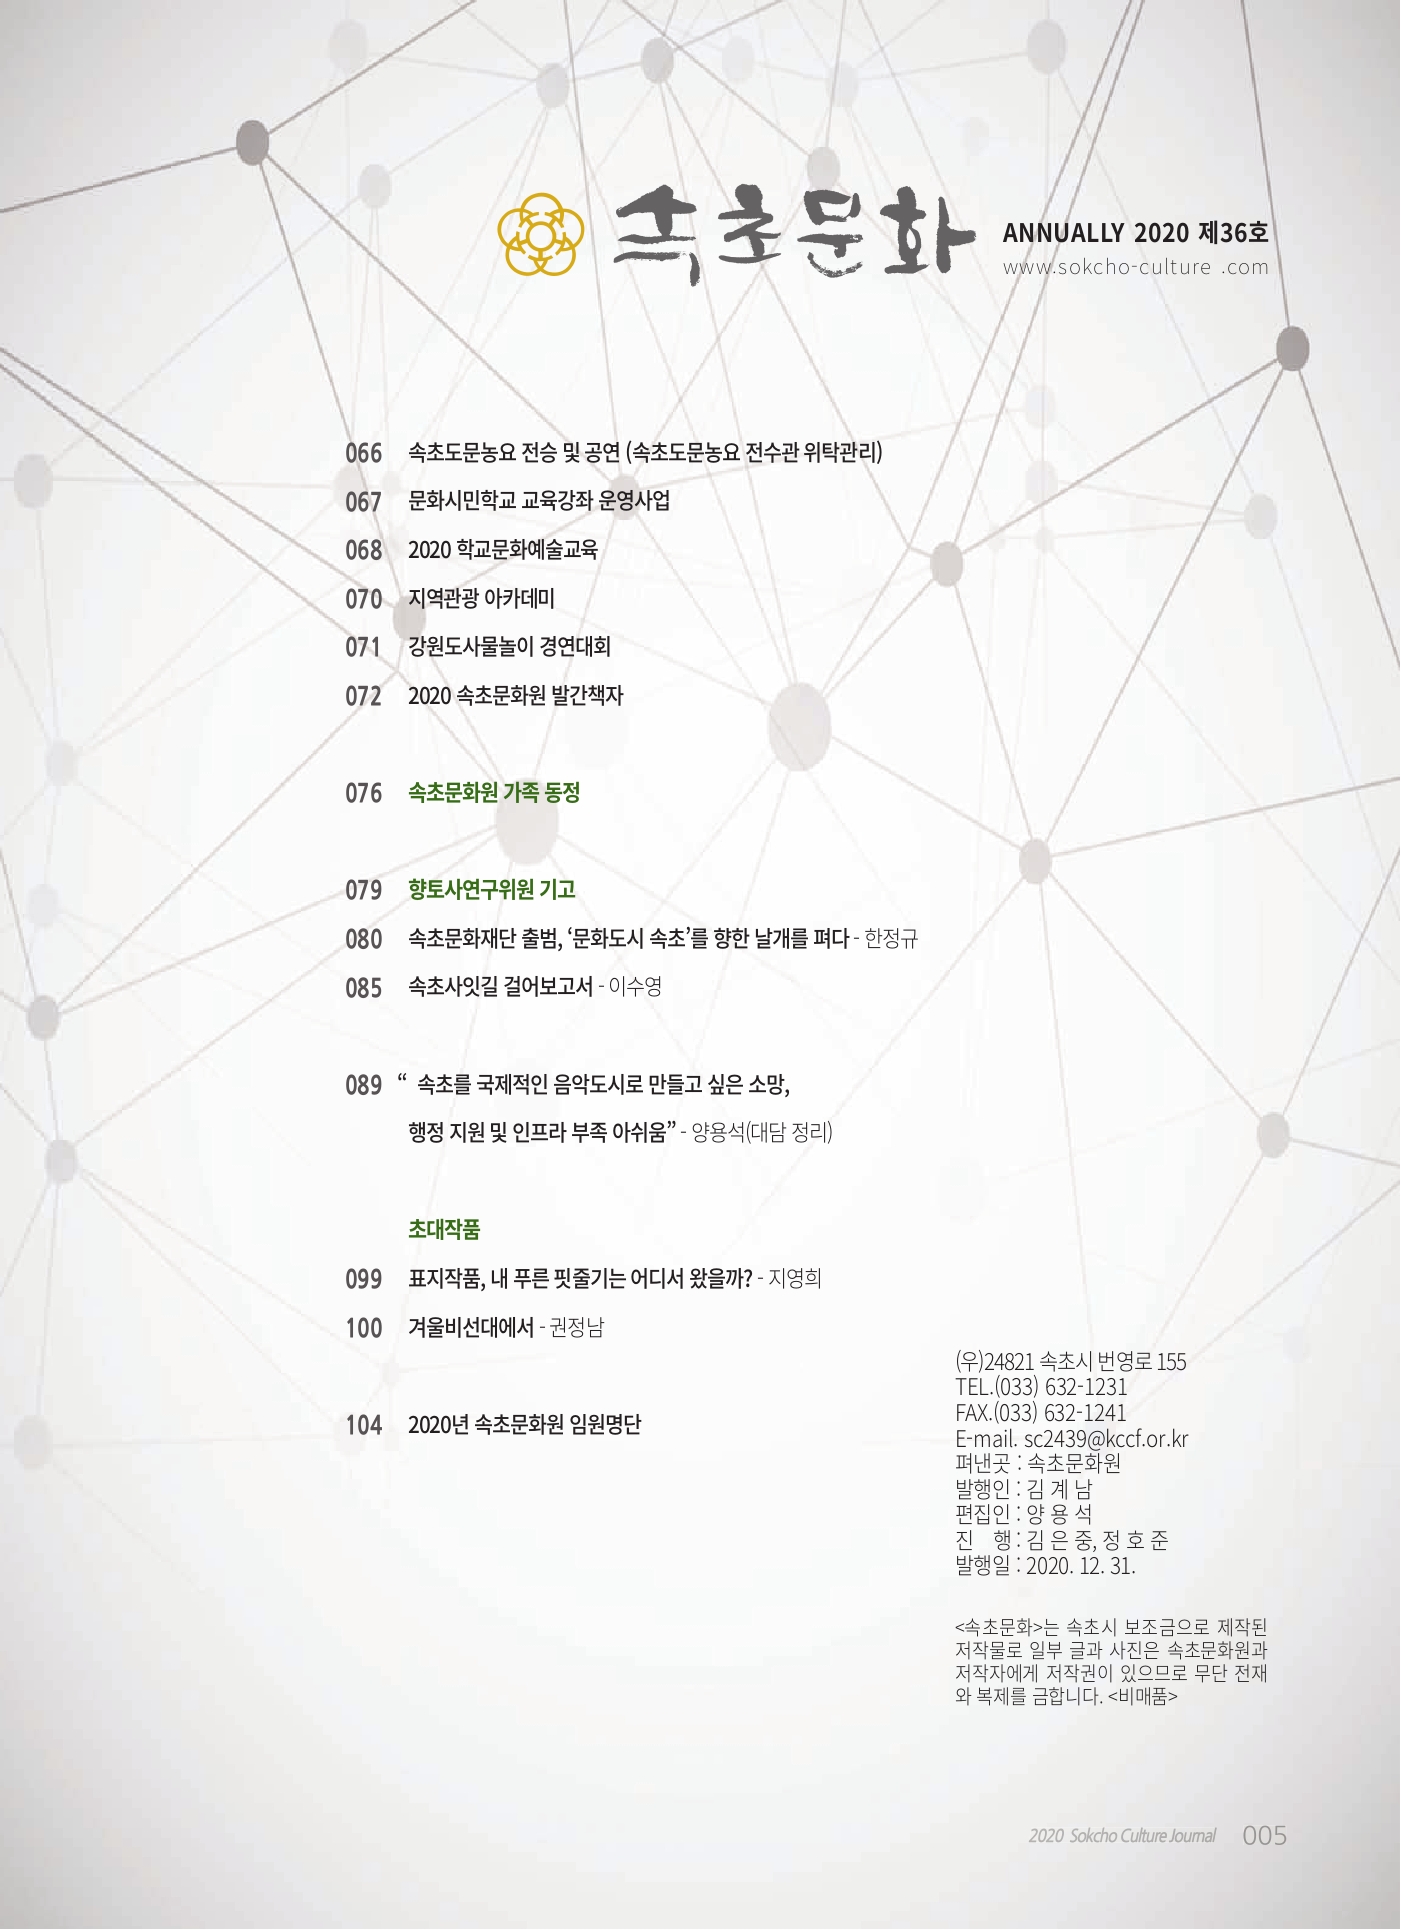 속초문화
ANNUALLY 2020 제36호
www.sokcho-culture .com
066 속초도문농요 전승 및 공연 (속초도문농요 전수관 위탁관리)
067 문화시민학교 교육강좌 운영사업
068 2020 학교문화예술교육
070 지역관광 아카데미
071 강원도사물놀이 경연대회
072 2020 속초문화원 발간책자
076 속초문화원 가족 동정
079 향토사연구위원 기고
080 속초문화재단 출범, ‘문화도시 속초’를 향한 날개를 펴다 - 한정규
085 속초사잇길 걸어보고서 - 이수영
089 “ 속초를 국제적인 음악도시로 만들고 싶은 소망,
행정 지원 및 인프라 부족 아쉬움” - 양용석(대담 정리)
초대작품
099 표지작품, 내 푸른 핏줄기는 어디서 왔을까? - 지영희
100 겨울비선대에서 - 권정남
104 2020년 속초문화원 임원명단
(우)24821 속초시 번영로 155
TEL.(033) 632-1231
FAX.(033) 632-1241
E-mail. sc2439@kccf.or.kr
펴낸곳 : 속초문화원
발행인 : 김 계 남
편집인 : 양 용 석
진 행 : 김 은 중, 정 호 준
발행일 : 2020. 12. 31.
<속초문화>는 속초시 보조금으로 제작된
저작물로 일부 글과 사진은 속초문화원과
저작자에게 저작권이 있으므로 무단 전재
와 복제를 금합니다. <비매품>
2020 Sokcho Culture Journal 005